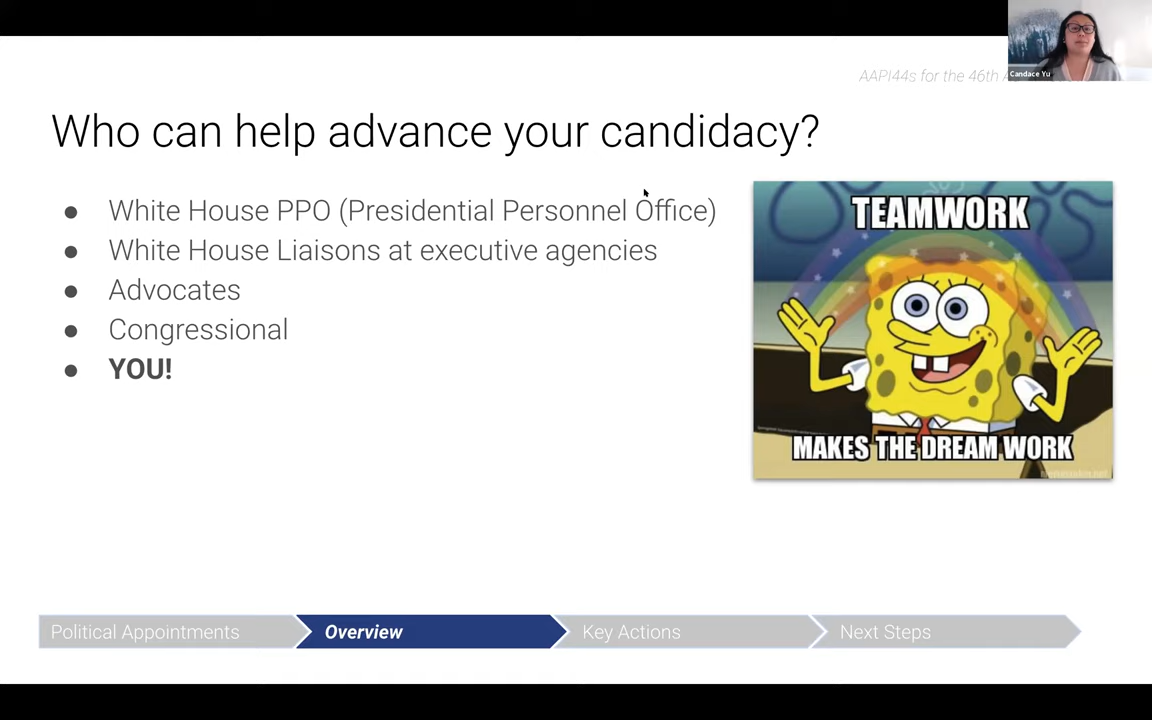 AAPI44s for the 46th
Candace Yu
Who can help advance your candidacy?
● White House PPO (Presidential Personnel Office)
● White House Liaisons at executive agencies
● Advocates
● Congressional
● YOU!
TEAMWORK
MAKES THE DREAM WORK
Political Appointments
Overview
Key Actions
Next Steps